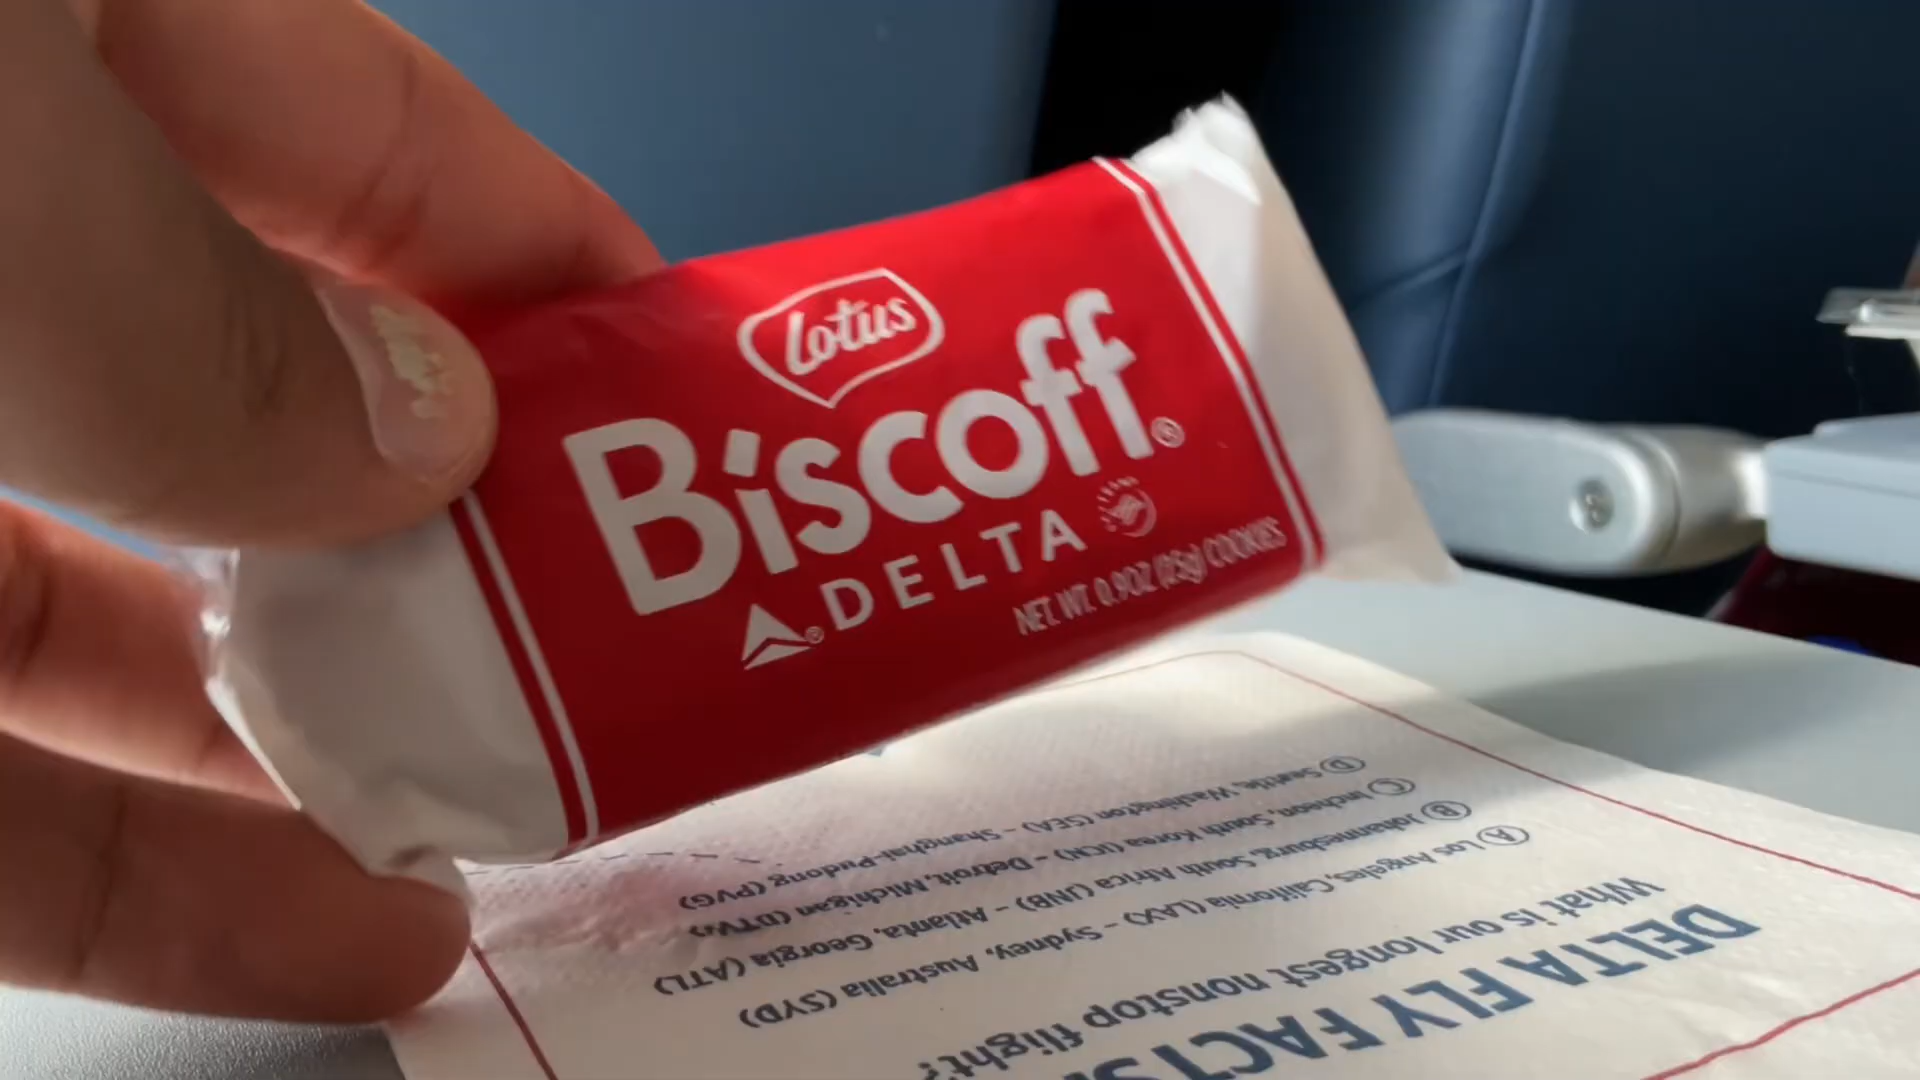 Lotus
Biscoff®
DELTA
NET WT. 0.9OZ (25g) COOKIES
DELTA FLY FACTS
What is our longest nonstop flight?
A Los Angeles, California (LAX) – Sydney, Australia (SYD)
B Johannesburg, South Africa (JNB) – Atlanta, Georgia (ATL)
C Incheon, South Korea (ICN) – Detroit, Michigan (DTW)
D Seattle, Washington (SEA) – Shanghai-Pudong (PVG)